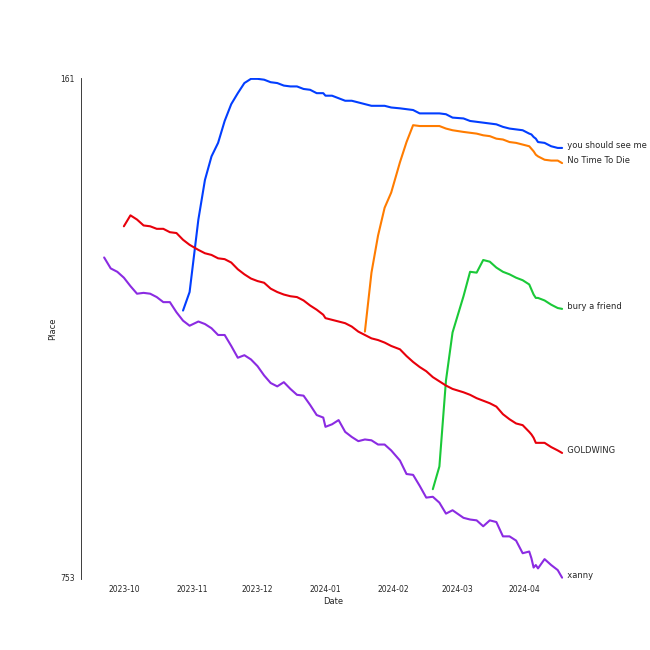 161
you should see me
No Time To Die
bury a friend
Place
GOLDWING
xanny
753
2023-10 2023-11 2023-12 2024-01 2024-02 2024-03 2024-04
Date